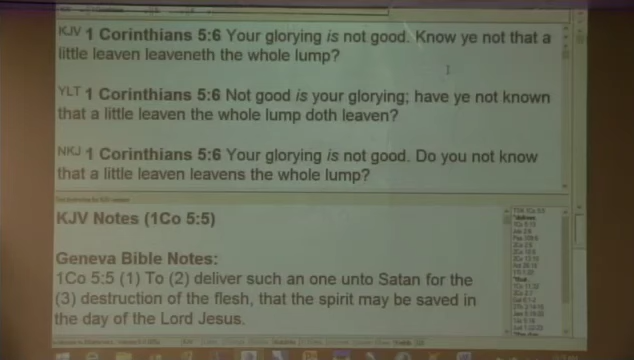 KJV 1 Corinthians 5:6 Your glorying is not good. Know ye not that a
little leaven leaveneth the whole lump?
YLT 1 Corinthians 5:6 Not good is your glorying; have ye not known
that a little leaven the whole lump doth leaven?
NKJ 1 Corinthians 5:6 Your glorying is not good. Do you not know
that a little leaven leavens the whole lump?
KJV Notes (1Co 5:5)
Geneva Bible Notes:
1Co 5:5 (1) To (2) deliver such an one unto Satan for the
(3) destruction of the flesh, that the spirit may be saved in
the day of the Lord Jesus.